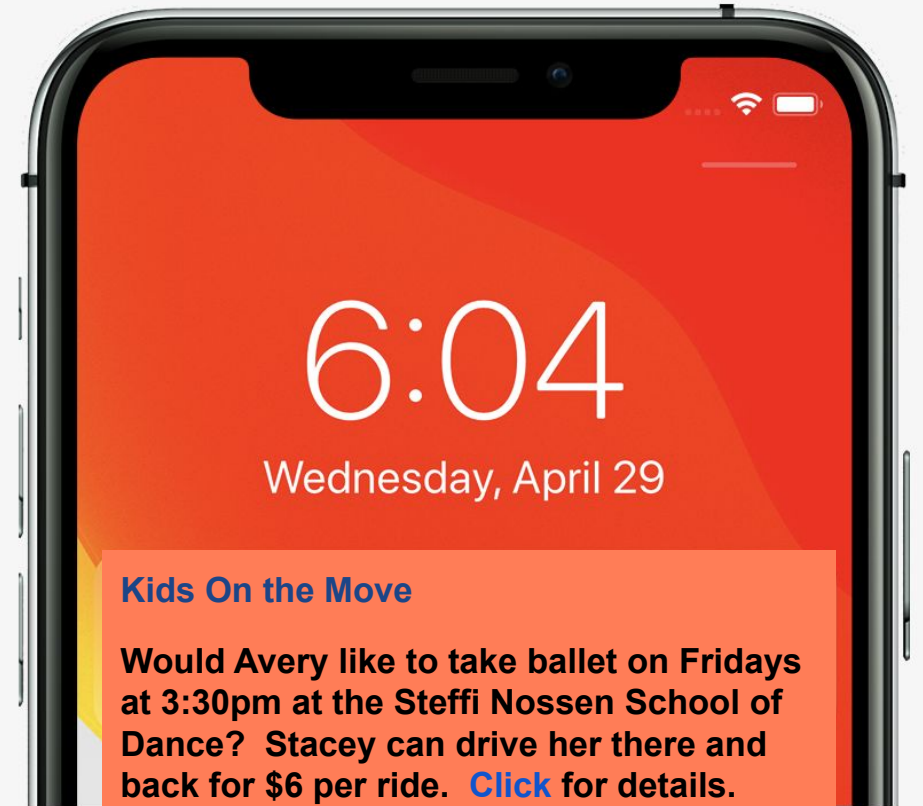 6:04
Wednesday, April 29
Kids On the Move
Would Avery like to take ballet on Fridays
at 3:30pm at the Steffi Nossen School of
Dance?  Stacey can drive her there and
back for $6 per ride.  Click for details.